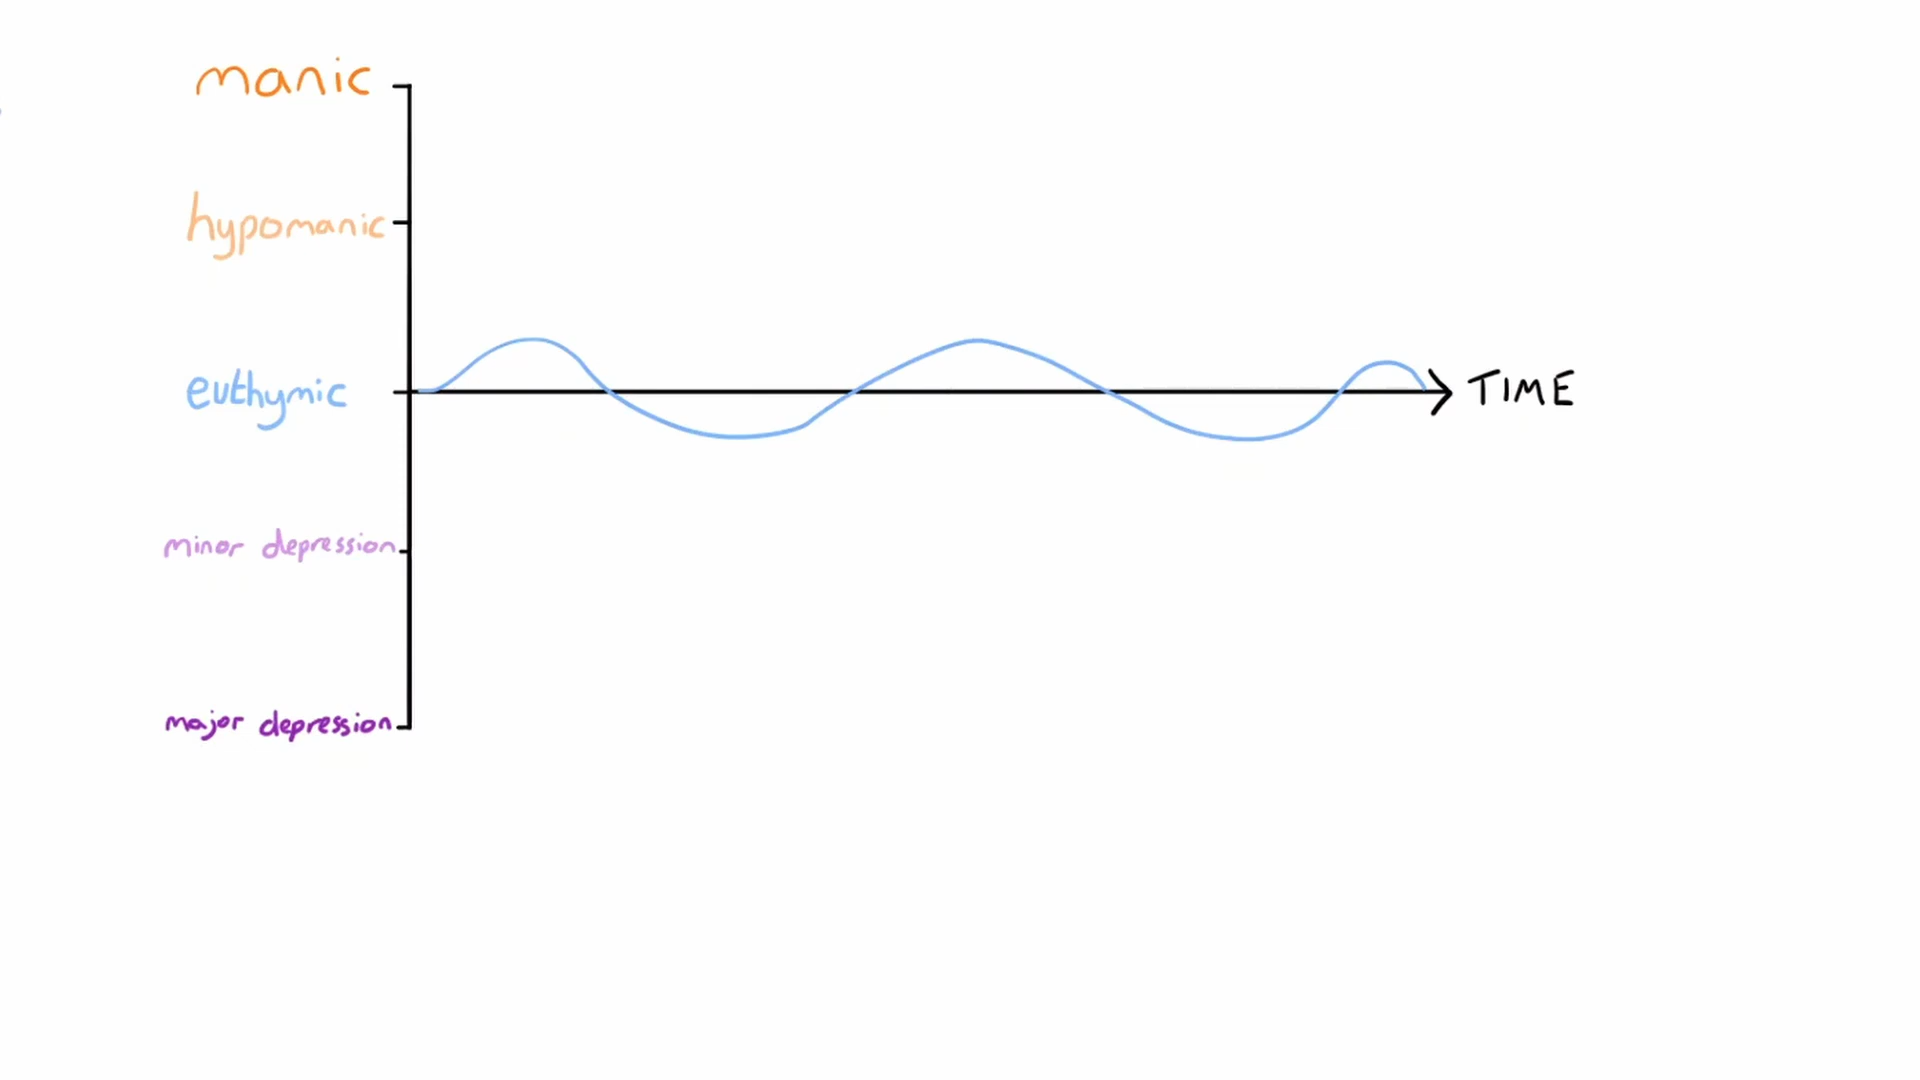 manic
hypomanic
euthymic
TIME
minor depression
major depression